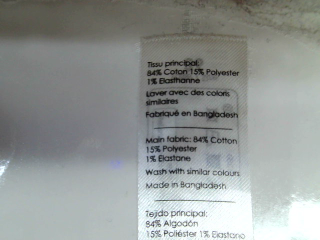 Tissu principal:
84% Coton 15% Polyester
1% Elasthanne
Laver avec des coloris
similaires
Fabriqué en Bangladesh
Main fabric: 84% Cotton
15% Polyester
1% Elastane
Wash with similar colours
Made in Bangladesh
Tejido principal:
84% Algodón
15% Poliéster 1% Elastano